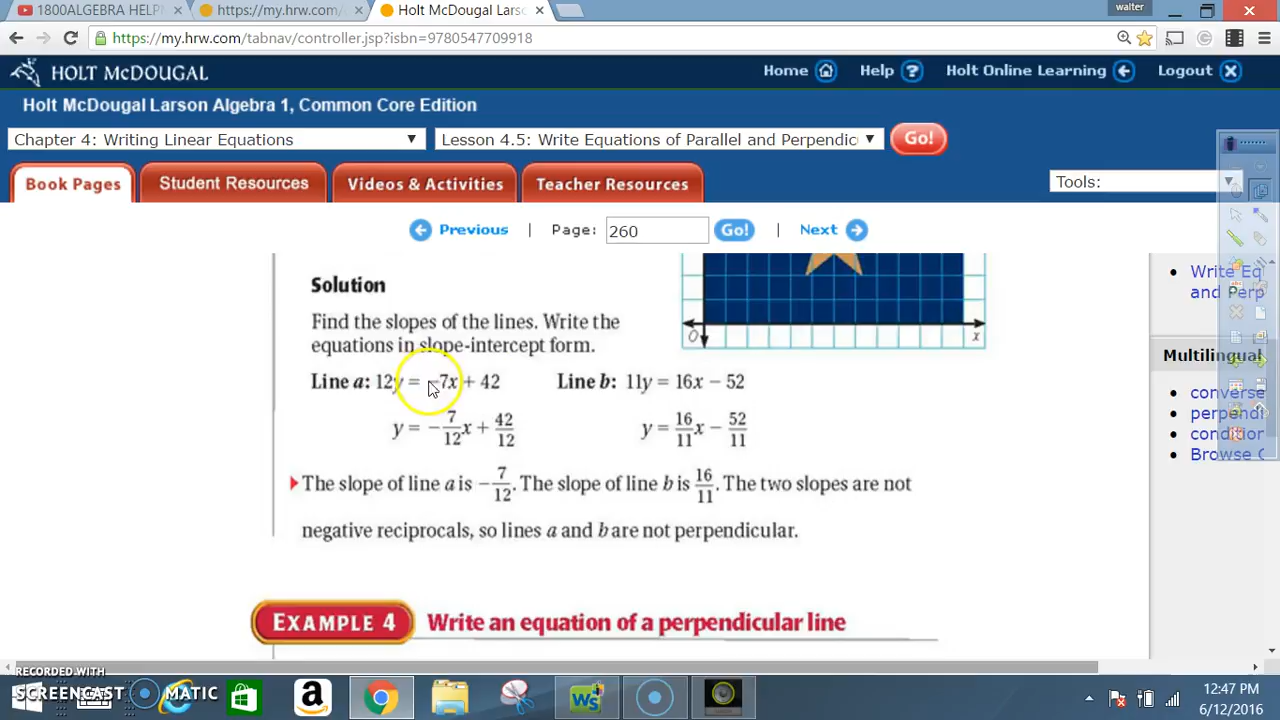 1800ALGEBRA HELP
https://my.hrw.com/tabnav
Holt McDougal Lars
walter
https://my.hrw.com/tabnav/controller.jsp?isbn=9780547709918
HOLT McDOUGAL
Home Help Holt Online Learning Logout
Holt McDougal Larson Algebra 1, Common Core Edition
Chapter 4: Writing Linear Equations Lesson 4.5: Write Equations of Parallel and Perpendic Go!
Book Pages Student Resources Videos & Activities Teacher Resources Tools:
Previous | Page: 260 Go! | Next
Solution
Find the slopes of the lines. Write the
equations in slope-intercept form.
O x
Line a: 12y = −7x + 42 Line b: 11y = 16x − 52
y = −7/12x + 42/12 y = 16/11x − 52/11
The slope of line a is −7/12. The slope of line b is 16/11. The two slopes are not
negative reciprocals, so lines a and b are not perpendicular.
EXAMPLE 4 Write an equation of a perpendicular line
Write Eq
and Perp
Multilingual
converse
perpend
condition
Browse
RECORDED WITH
SCREENCAST MATIC
12:47 PM
6/12/2016